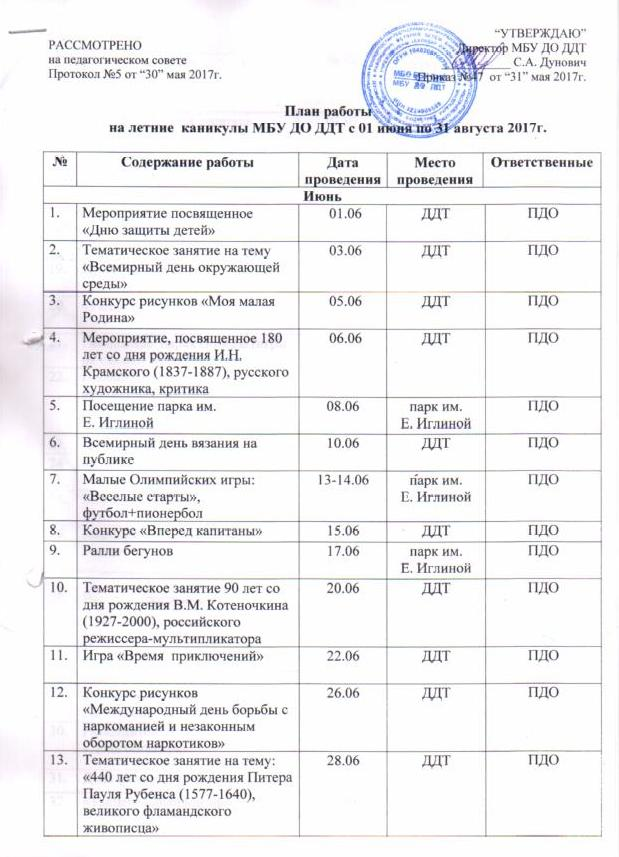 “УТВЕРЖДАЮ”
РАССМОТРЕНО Директор МБУ ДО ДДТ
на педагогическом совете С.А. Дунович
Протокол №5 от “30” мая 2017г. Приказ №47 от “31” мая 2017г.
План работы
на летние каникулы МБУ ДО ДДТ с 01 июня по 31 августа 2017г.
№ Содержание работы Дата проведения Место проведения Ответственные
Июнь
1. Мероприятие посвященное 01.06 ДДТ ПДО
«Дню защиты детей»
2. Тематическое занятие на тему 03.06 ДДТ ПДО
«Всемирный день окружающей
среды»
3. Конкурс рисунков «Моя малая 05.06 ДДТ ПДО
Родина»
4. Мероприятие, посвященное 180 06.06 ДДТ ПДО
лет со дня рождения И.Н.
Крамского (1837-1887), русского
художника, критика
5. Посещение парка им. 08.06 парк им. ПДО
Е. Иглиной Е. Иглиной
6. Всемирный день вязания на 10.06 ДДТ ПДО
публике
7. Малые Олимпийских игры: 13-14.06 парк им. ПДО
«Веселые старты», Е. Иглиной
футбол+пионербол
8. Конкурс «Вперед капитаны» 15.06 ДДТ ПДО
9. Ралли бегунов 17.06 парк им. ПДО
Е. Иглиной
10. Тематическое занятие 90 лет со 20.06 ДДТ ПДО
дня рождения В.М. Котеночкина
(1927-2000), российского
режиссера-мультипликатора
11. Игра «Время приключений» 22.06 ДДТ ПДО
12. Конкурс рисунков 26.06 ДДТ ПДО
«Международный день борьбы с
наркоманией и незаконным
оборотом наркотиков»
13. Тематическое занятие на тему: 28.06 ДДТ ПДО
«440 лет со дня рождения Питера
Пауля Рубенса (1577-1640),
великого фламандского
живописца»